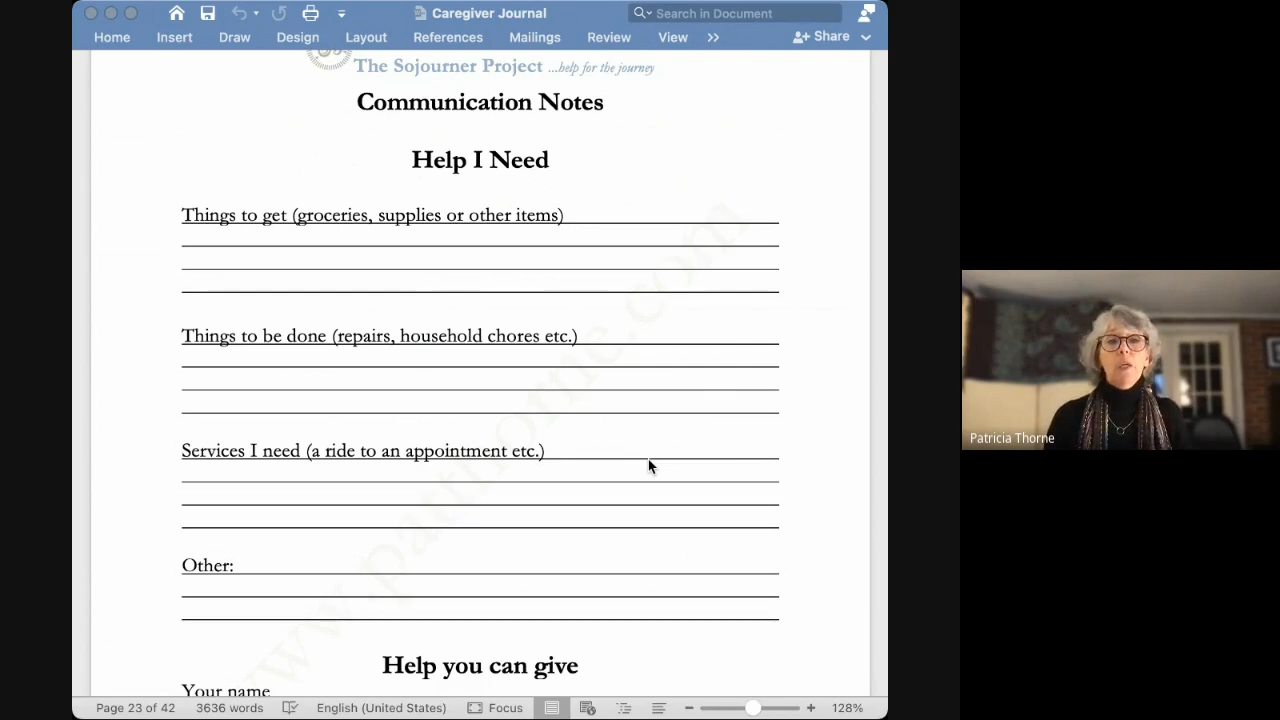 Caregiver Journal
Search in Document
Home Insert Draw Design Layout References Mailings Review View >> Share
The Sojourner Project ...help for the journey
Communication Notes
Help I Need
Things to get (groceries, supplies or other items)
Things to be done (repairs, household chores etc.)
Services I need (a ride to an appointment etc.)
Other:
Help you can give
Your name
www.patthorne.com
Page 23 of 42 3636 words English (United States) Focus 128%
Patricia Thorne